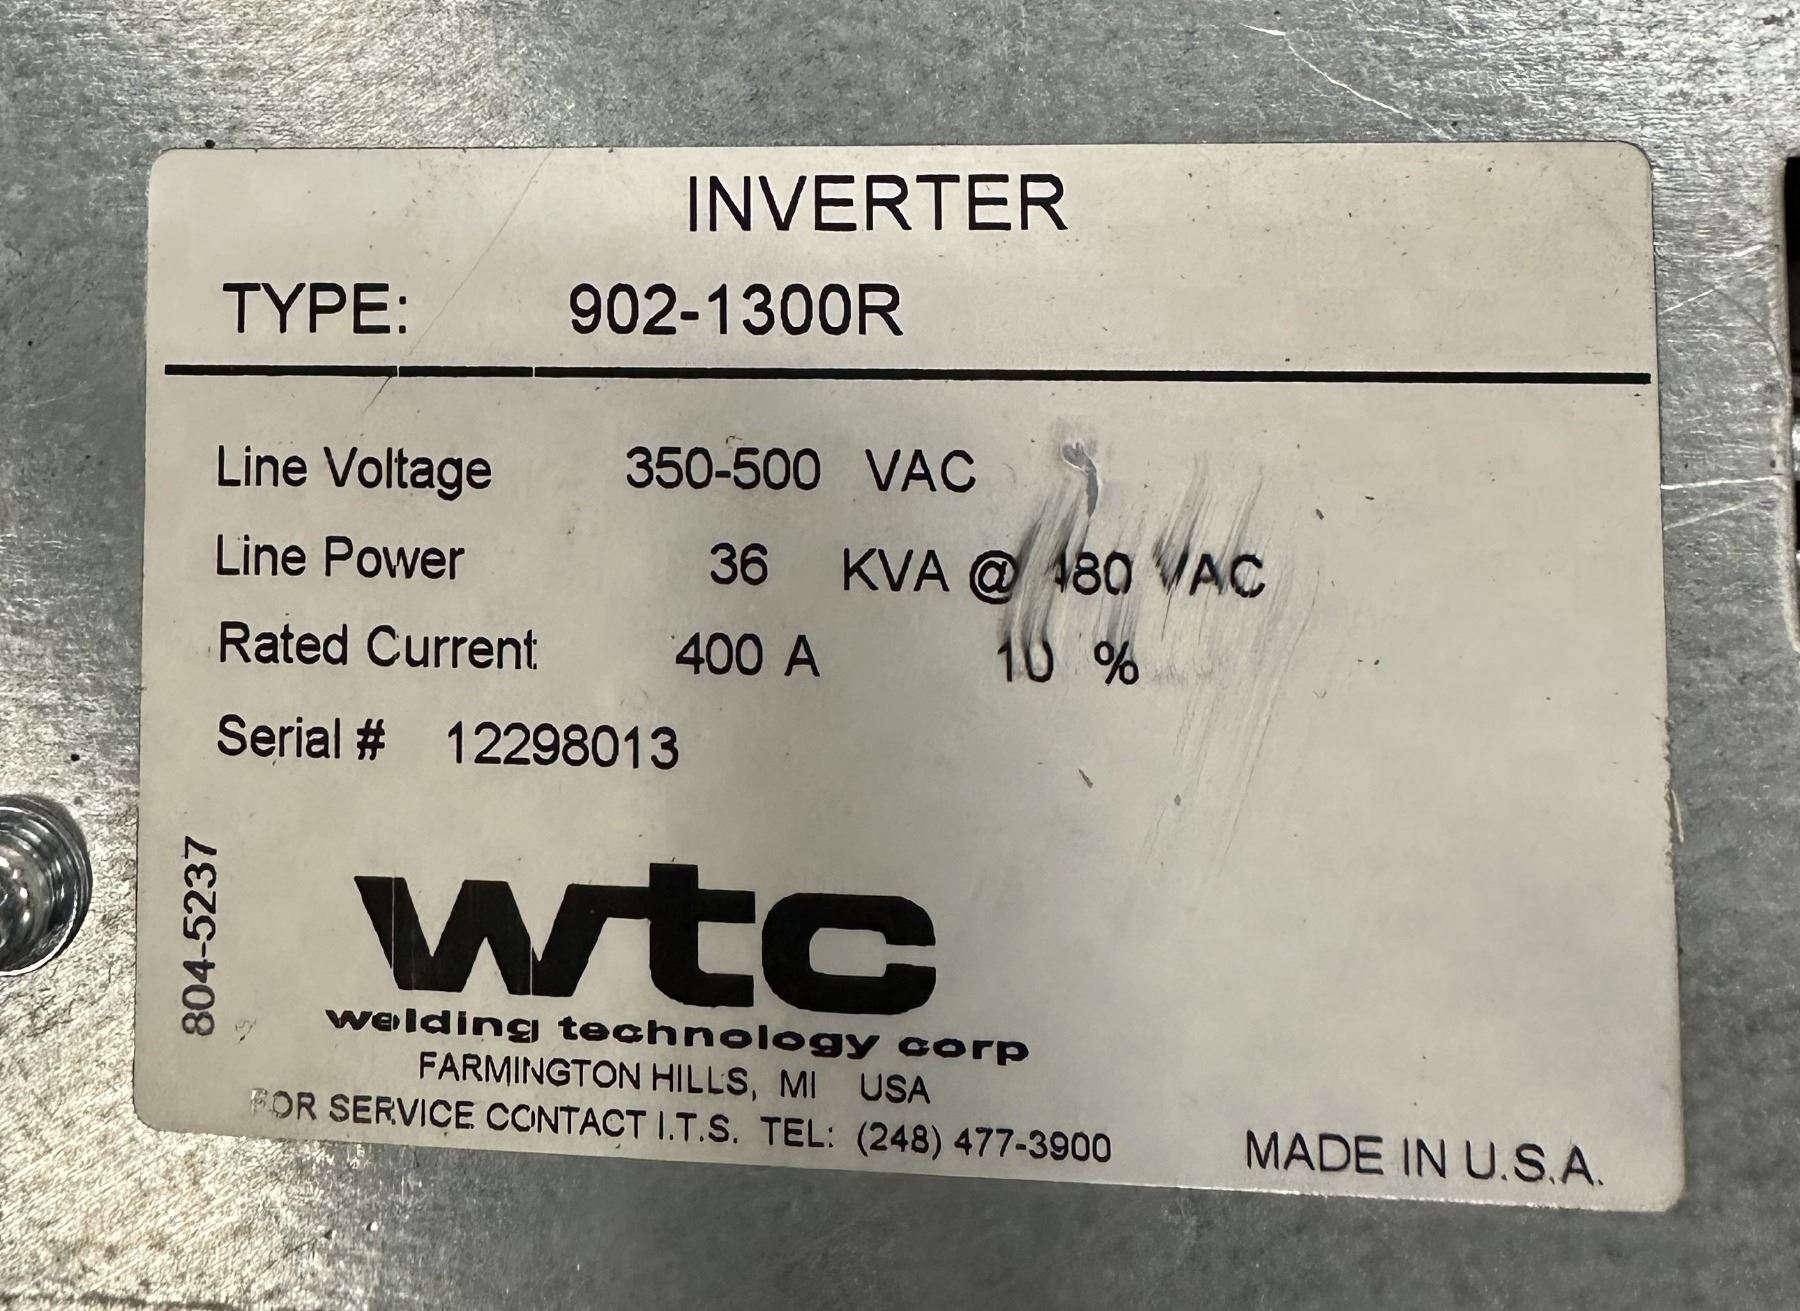 INVERTER
TYPE: 902-1300R
Line Voltage 350-500 VAC
Line Power 36 KVA @ 480 VAC
Rated Current 400 A 10 %
Serial # 12298013
804-5237
wtc
welding technology corp
FARMINGTON HILLS, MI USA
FOR SERVICE CONTACT I.T.S. TEL: (248) 477-3900
MADE IN U.S.A.